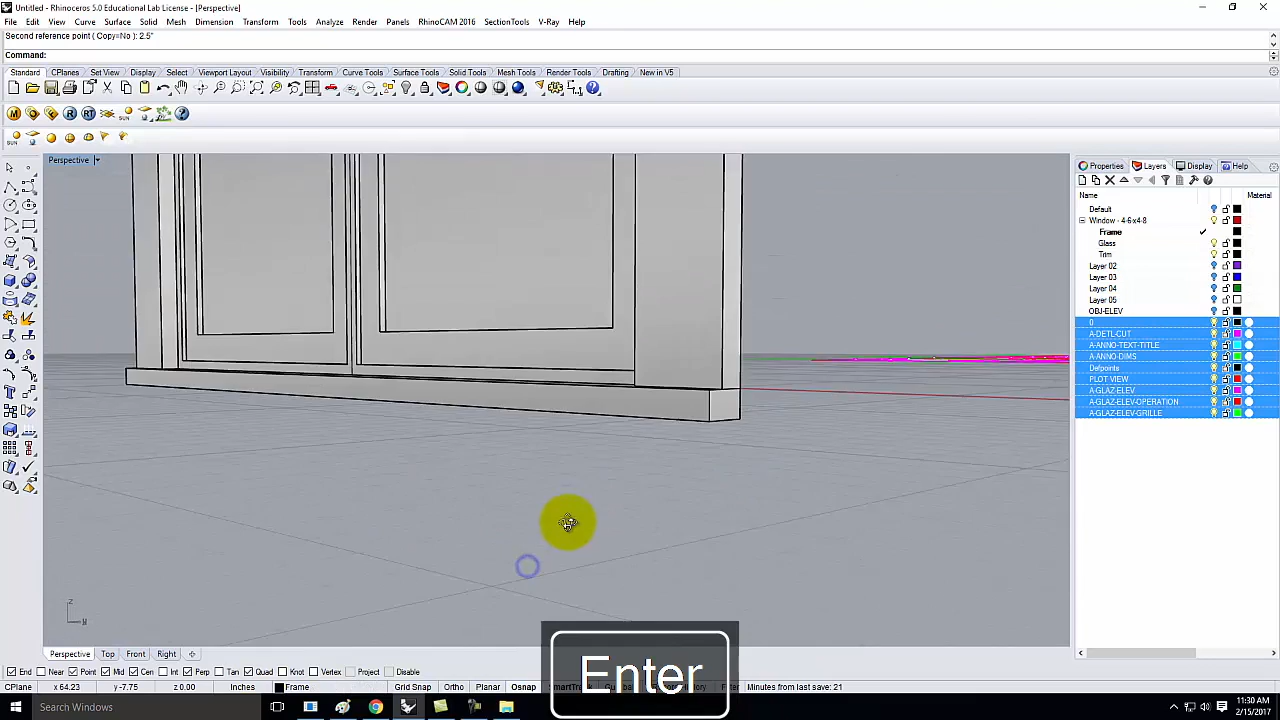 Untitled - Rhinoceros 5.0 Educational Lab License - [Perspective]
File Edit View Curve Surface Solid Mesh Dimension Transform Tools Analyze Render Panels RhinoCAM 2016 SectionTools V-Ray Help
Second reference point ( Copy=No ): 2.5"
Command:
Standard CPlanes Set View Display Select Viewport Layout Visibility Transform Curve Tools Surface Tools Solid Tools Mesh Tools Render Tools Drafting New in V5
Perspective
Properties Layers Display Help
Name Material
Default
Window - 4-6x4-8
Frame
Glass
Trim
Layer 02
Layer 03
Layer 04
Layer 05
OBJ-ELEV
0
A-DETL-CUT
A-ANNO-TEXT-TITLE
A-ANNO-DIMS
Defpoints
PLOT VIEW
A-GLAZ-ELEV
A-GLAZ-ELEV-OPERATION
A-GLAZ-ELEV-GRILLE
Enter
Perspective Top Front Right
End Near Point Mid Cen Int Perp Tan Quad Knot Vertex Project Disable
CPlane x 64.23 y -7.75 z 0.00 Inches Frame Grid Snap Ortho Planar Osnap Minutes from last save: 21
Search Windows
11:30 AM
2/15/2017